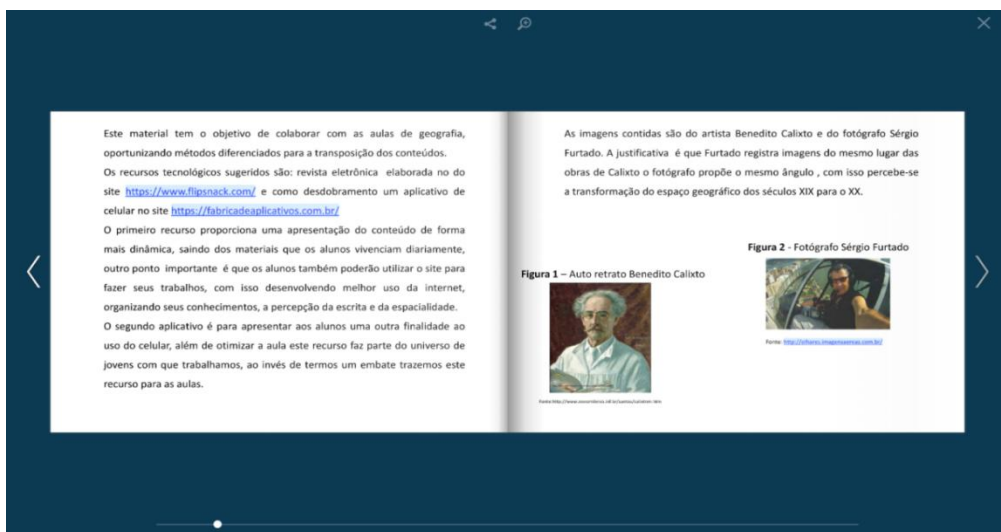 Este material tem o objetivo de colaborar com as aulas de geografia,
oportunizando métodos diferenciados para a transposição dos conteúdos.
Os recursos tecnológicos sugeridos são: revista eletrônica elaborada no do
site https://www.flipsnack.com/ e como desdobramento um aplicativo de
celular no site https://fabricadeaplicativos.com.br/
O primeiro recurso proporciona uma apresentação do conteúdo de forma
mais dinâmica, saindo dos materiais que os alunos vivenciam diariamente,
outro ponto importante é que os alunos também poderão utilizar o site para
fazer seus trabalhos, com isso desenvolvendo melhor uso da internet,
organizando seus conhecimentos, a percepção da escrita e da espacialidade.
O segundo aplicativo é para apresentar aos alunos uma outra finalidade ao
uso do celular, além de otimizar a aula este recurso faz parte do universo de
jovens com que trabalhamos, ao invés de termos um embate trazemos este
recurso para as aulas.
As imagens contidas são do artista Benedito Calixto e do fotógrafo Sérgio
Furtado. A justificativa é que Furtado registra imagens do mesmo lugar das
obras de Calixto o fotógrafo propõe o mesmo ângulo , com isso percebe-se
a transformação do espaço geográfico dos séculos XIX para o XX.
Figura 2 - Fotógrafo Sérgio Furtado
Figura 1 – Auto retrato Benedito Calixto
Fonte: